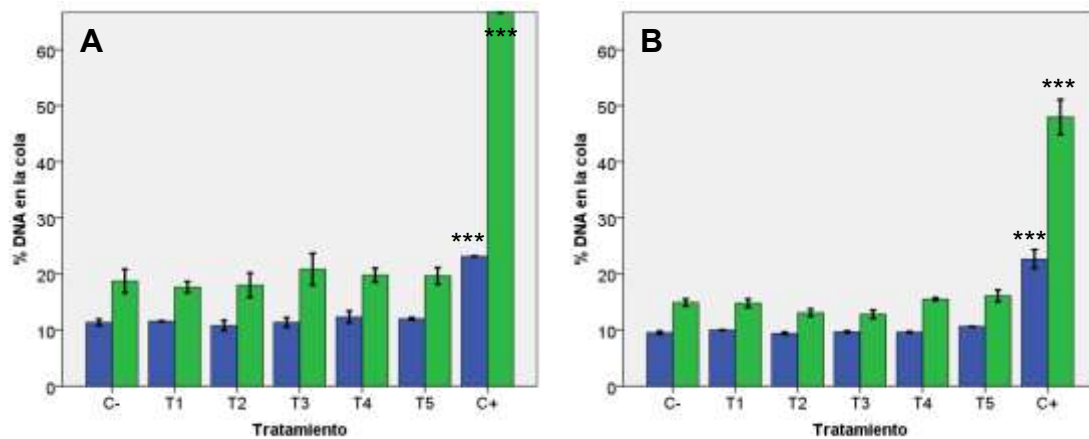 A
% DNA en la cola
60
50
40
30
20
10
0
***
***
C- T1 T2 T3 T4 T5 C+
Tratamiento
B
% DNA en la cola
60
50
40
30
20
10
0
***
***
C- T1 T2 T3 T4 T5 C+
Tratamiento